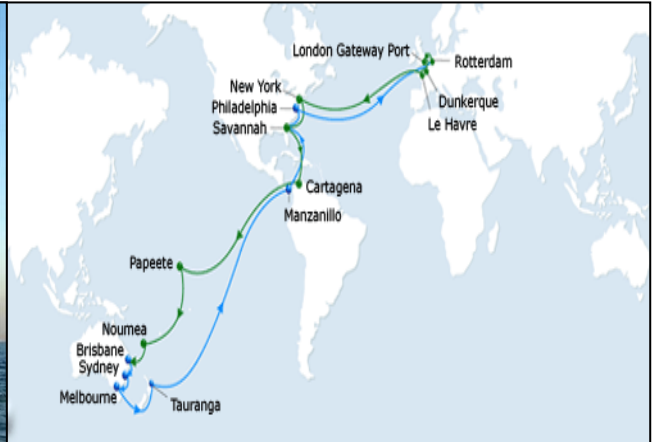 London Gateway Port
Rotterdam
New York
Dunkerque
Philadelphia
Le Havre
Savannah
Cartagena
Manzanillo
Papeete
Noumea
Brisbane
Sydney
Melbourne
Tauranga